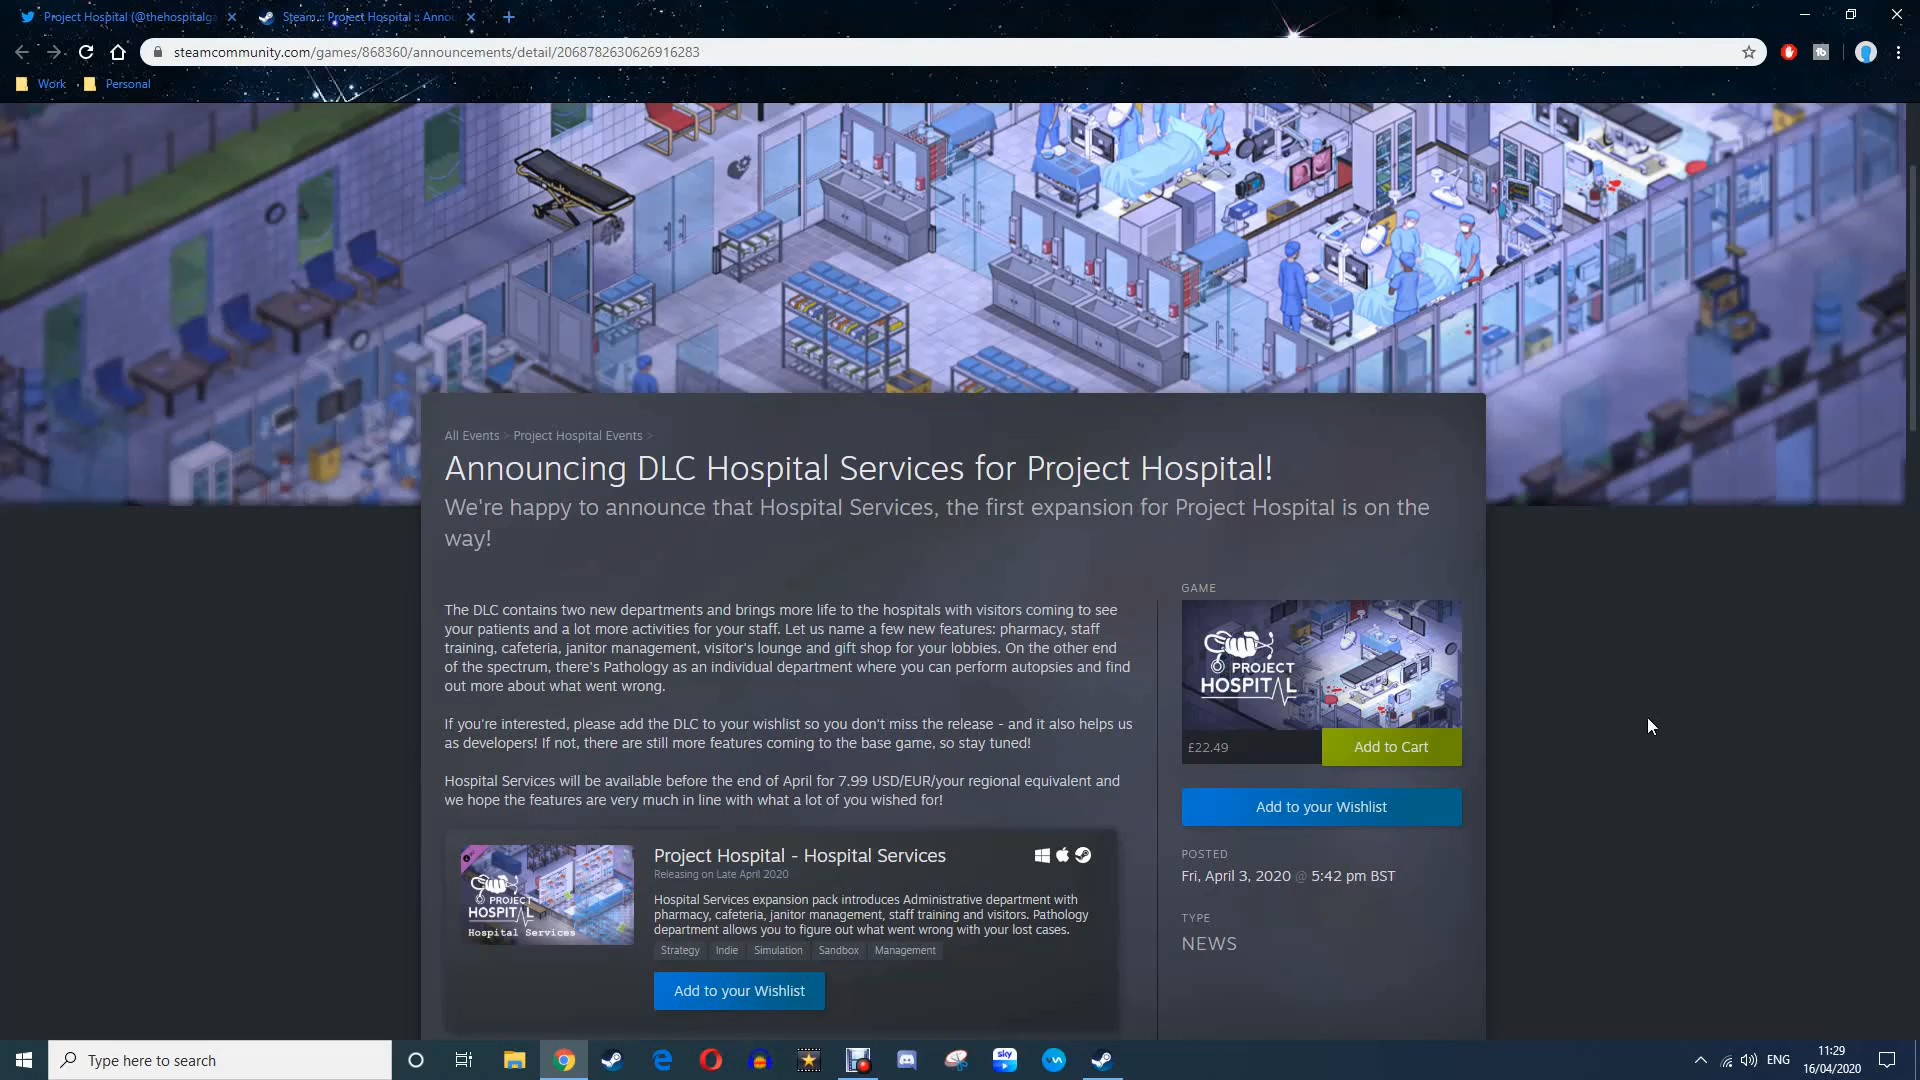 Project Hospital (@thehospitalga
Steam :: Project Hospital :: Annou
steamcommunity.com/games/868360/announcements/detail/2068782630626916283
Work
Personal
All Events > Project Hospital Events >
Announcing DLC Hospital Services for Project Hospital!
We're happy to announce that Hospital Services, the first expansion for Project Hospital is on the
way!
The DLC contains two new departments and brings more life to the hospitals with visitors coming to see
your patients and a lot more activities for your staff. Let us name a few new features: pharmacy, staff
training, cafeteria, janitor management, visitor's lounge and gift shop for your lobbies. On the other end
of the spectrum, there's Pathology as an individual department where you can perform autopsies and find
out more about what went wrong.
If you're interested, please add the DLC to your wishlist so you don't miss the release - and it also helps us
as developers! If not, there are still more features coming to the base game, so stay tuned!
Hospital Services will be available before the end of April for 7.99 USD/EUR/your regional equivalent and
we hope the features are very much in line with what a lot of you wished for!
PROJECT
HOSPITAL
Hospital Services
Project Hospital - Hospital Services
Releasing on Late April 2020
Hospital Services expansion pack introduces Administrative department with
pharmacy, cafeteria, janitor management, staff training and visitors. Pathology
department allows you to figure out what went wrong with your lost cases.
Strategy Indie Simulation Sandbox Management
Add to your Wishlist
GAME
PROJECT
HOSPITAL
£22.49
Add to Cart
Add to your Wishlist
POSTED
Fri, April 3, 2020 @ 5:42 pm BST
TYPE
NEWS
Type here to search
sky
ENG
11:29
16/04/2020